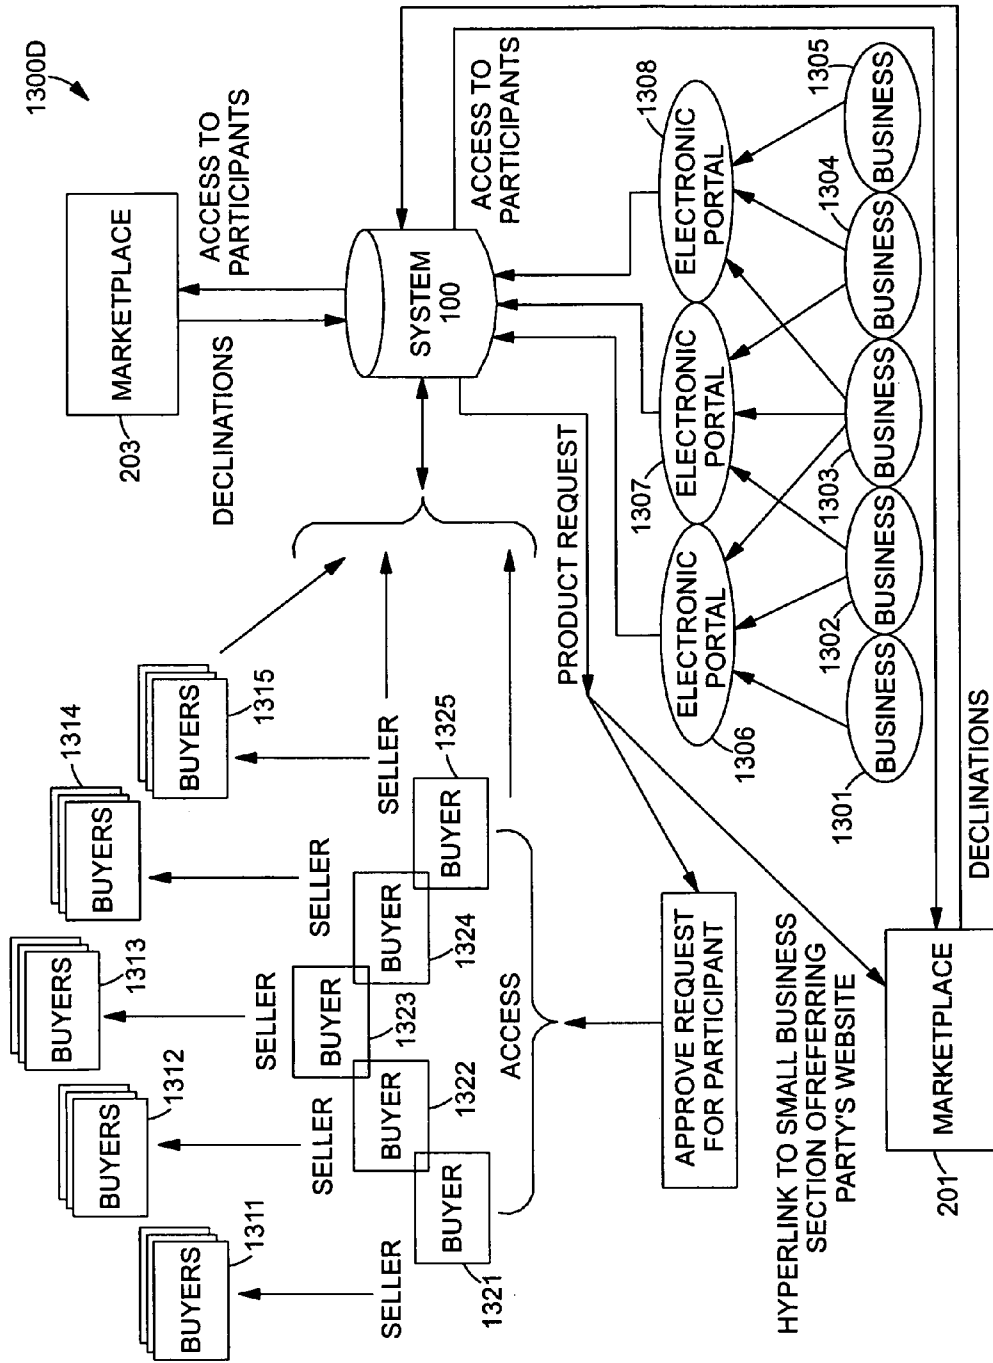 1300D
MARKETPLACE
203
ACCESS TO
PARTICIPANTS
DECLINATIONS
SYSTEM
100
ACCESS TO
PARTICIPANTS
BUYERS
1311
BUYERS
1312
BUYERS
1313
BUYERS
1314
BUYERS
1315
SELLER
SELLER
SELLER
SELLER
SELLER
BUYER
1321
BUYER
1322
BUYER
1323
BUYER
1324
BUYER
1325
ACCESS
PRODUCT REQUEST
APPROVE REQUEST
FOR PARTICIPANT
ELECTRONIC
PORTAL
1306
ELECTRONIC
PORTAL
1307
ELECTRONIC
PORTAL
1308
HYPERLINK TO SMALL BUSINESS
SECTION OFREFERRING
PARTY'S WEBSITE
BUSINESS
1301
BUSINESS
1302
BUSINESS
1303
BUSINESS
1304
BUSINESS
1305
MARKETPLACE
201
DECLINATIONS